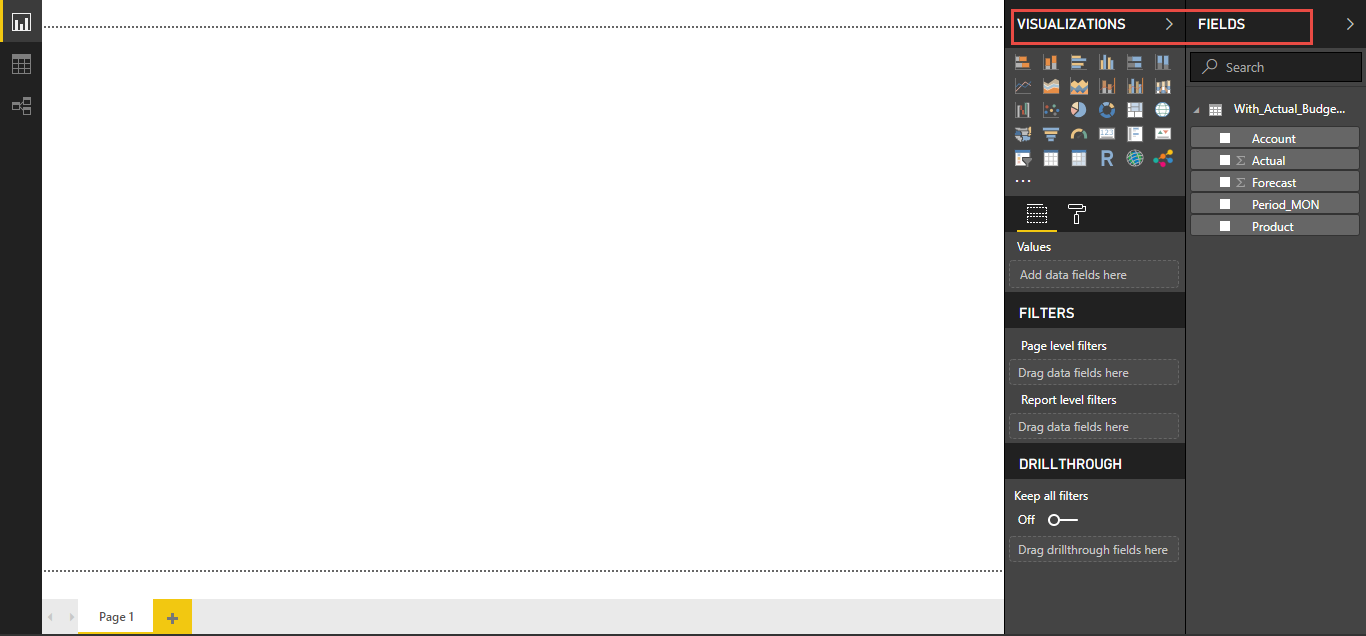 VISUALIZATIONS
FIELDS
Search
With_Actual_Budge...
Account
Σ Actual
Σ Forecast
Period_MON
Product
123
R
...
Values
Add data fields here
FILTERS
Page level filters
Drag data fields here
Report level filters
Drag data fields here
DRILLTHROUGH
Keep all filters
Off
Drag drillthrough fields here
Page 1
+